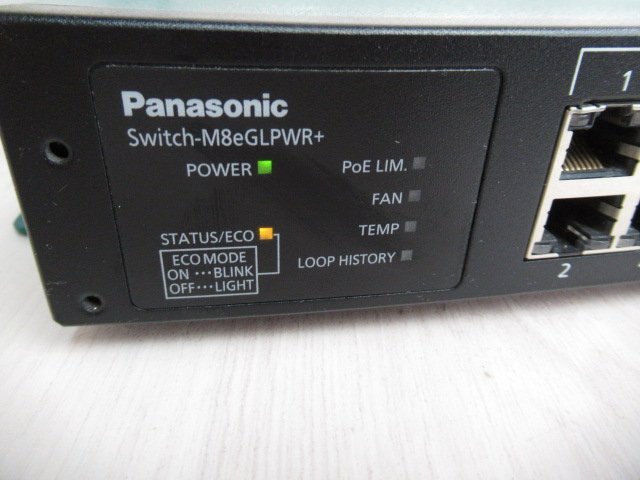 Panasonic
Switch-M8eGLPWR+
POWER
STATUS/ECO
ECO MODE
ON ···BLINK
OFF···LIGHT
PoE LIM.
FAN
TEMP
LOOP HISTORY
1
2